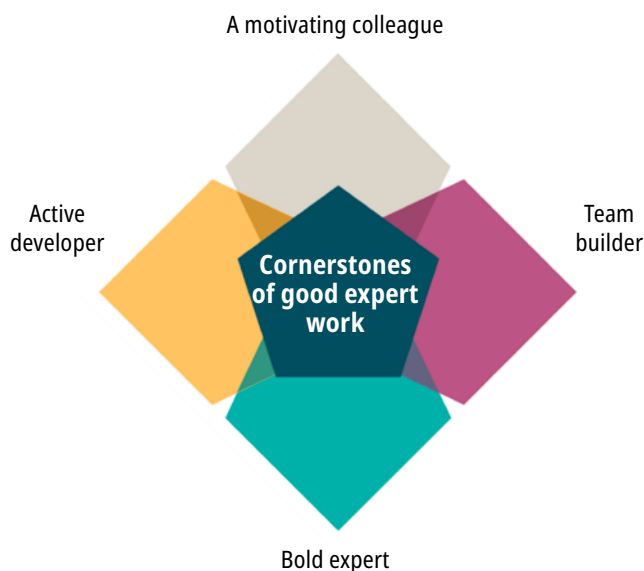 A motivating colleague
Active
developer
Team
builder
Cornerstones
of good expert
work
Bold expert